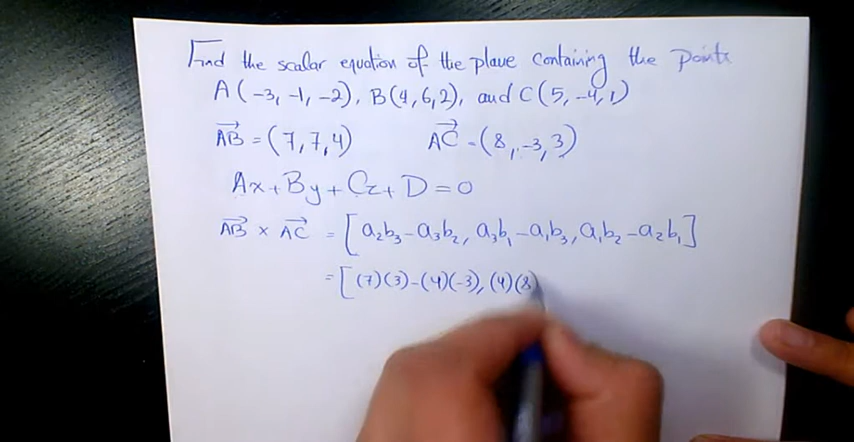 Find the scalar equation of the plane containing the points
A(-3, -1, -2), B(4, 6, 2), and C(5, -4, 1)
AB = (7, 7, 4) AC = (8, -3, 3)
Ax + By + Cz + D = 0
AB × AC = [a₂b₃ - a₃b₂, a₃b₁ - a₁b₃, a₁b₂ - a₂b₁]
= [(7)(3) - (4)(-3), (4)(8)